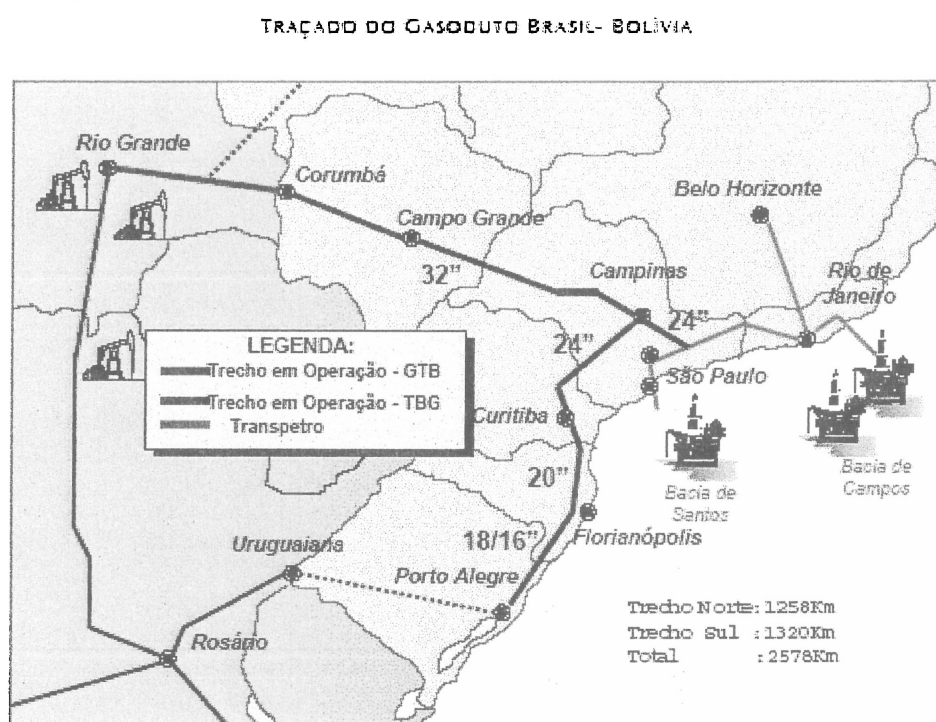 TRAÇADO DO GASODUTO BRASIL- BOLÍVIA
Rio Grande
Corumbá
Campo Grande
Belo Horizonte
32”
Campinas
Rio de
Janeiro
24”
24”
LEGENDA:
Trecho em Operação - GTB
Trecho em Operação - TBG
Transpetro
São Paulo
Curitiba
20”
Bacia de
Santos
Bacia de
Campos
18/16”
Florianópolis
Uruguaiana
Porto Alegre
Rosário
Trecho Norte: 1258Km
Trecho Sul : 1320Km
Total : 2578Km